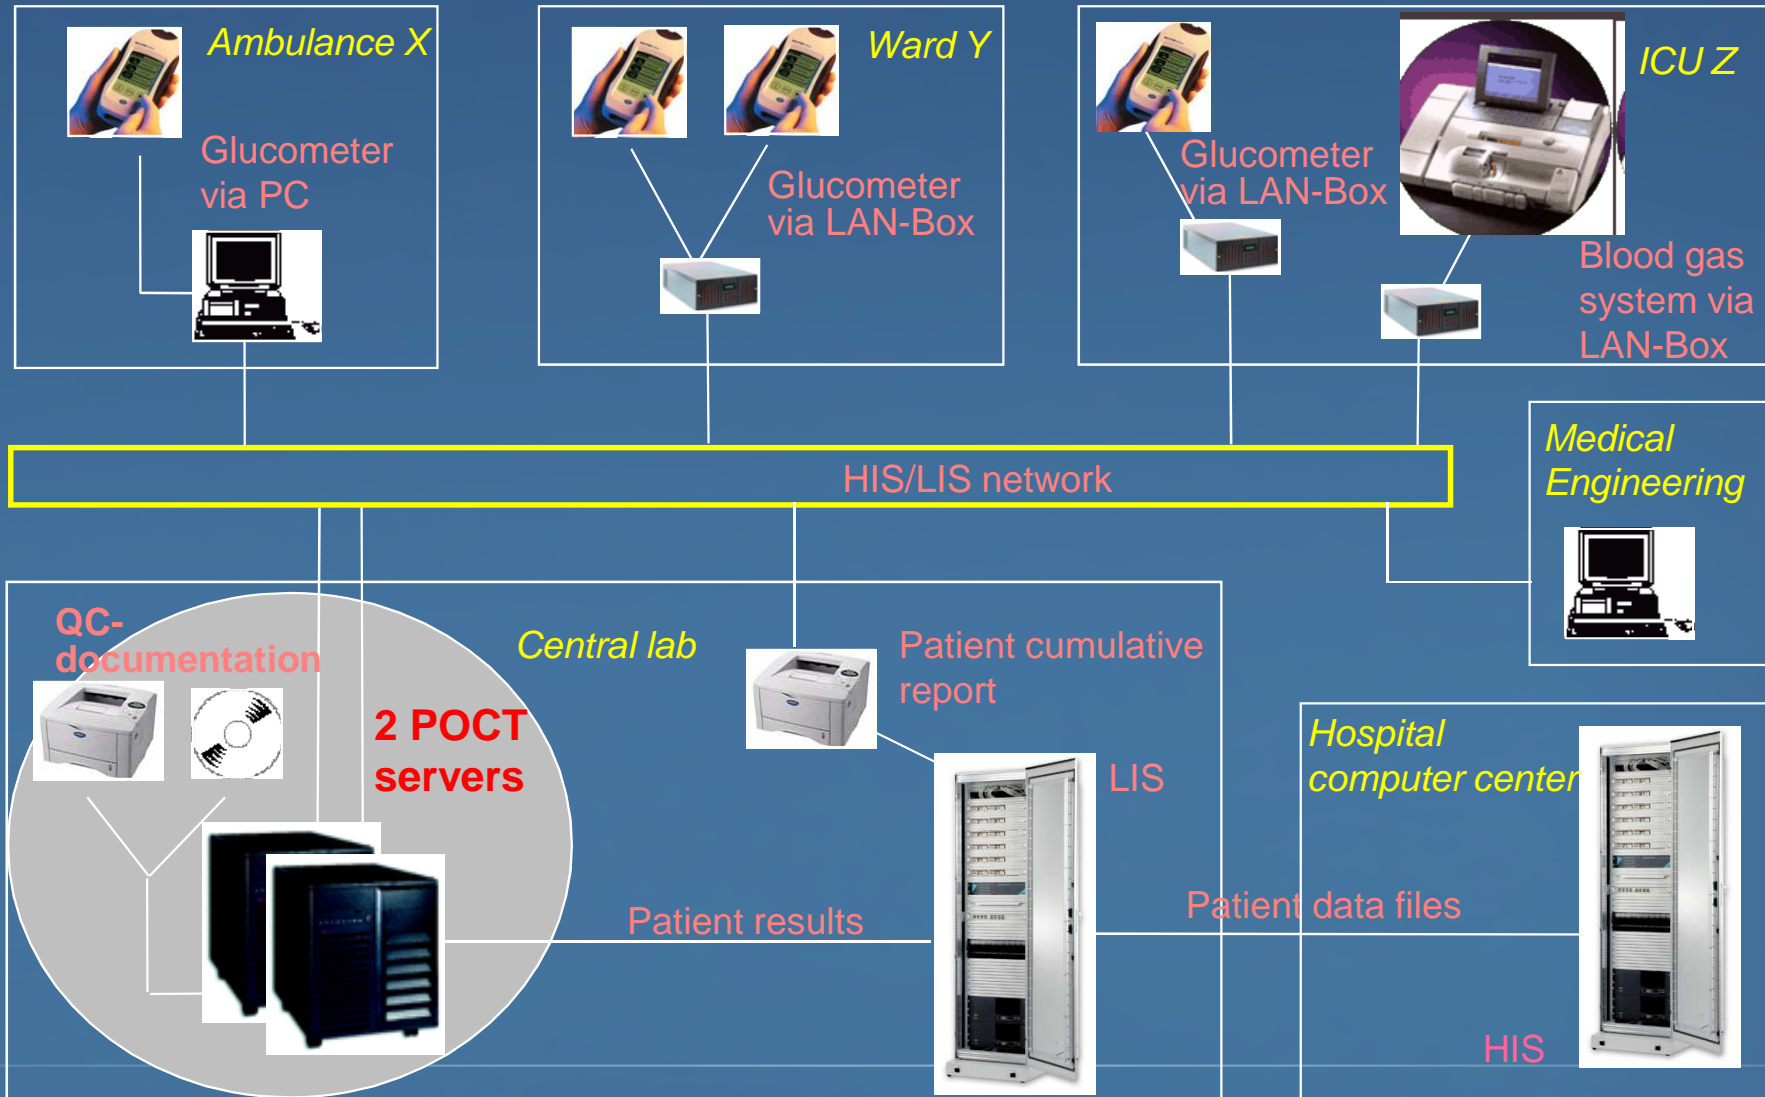 Ambulance X
Glucometer
via PC
Ward Y
Glucometer
via LAN-Box
ICU Z
Glucometer
via LAN-Box
Blood gas
system via
LAN-Box
HIS/LIS network
Medical
Engineering
QC-
documentation
2 POCT
servers
Central lab
Patient cumulative
report
LIS
Hospital
computer center
Patient results
Patient data files
HIS